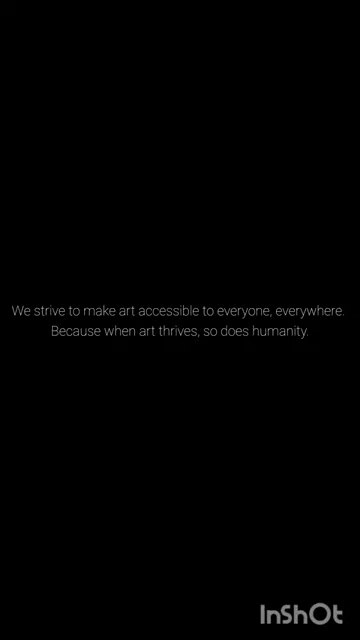 We strive to make art accessible to everyone, everywhere.
Because when art thrives, so does humanity.
InShOt